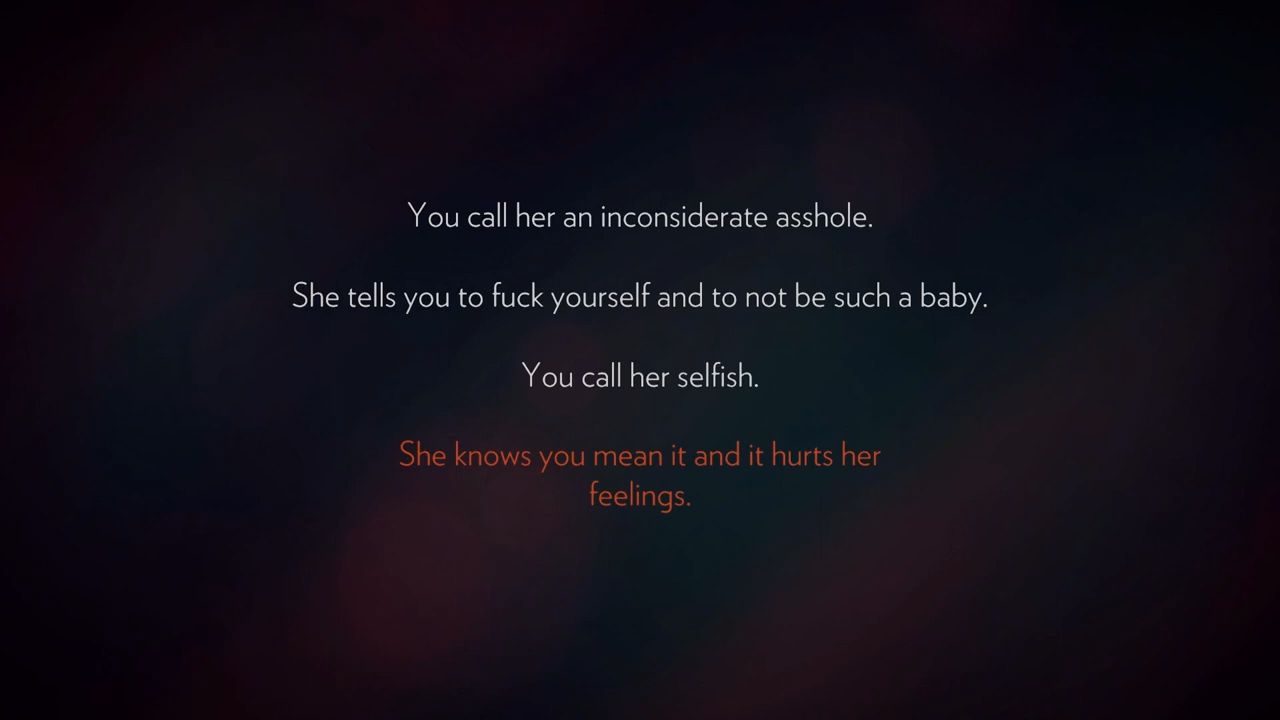 You call her an inconsiderate asshole.
She tells you to fuck yourself and to not be such a baby.
You call her selfish.
She knows you mean it and it hurts her
feelings.